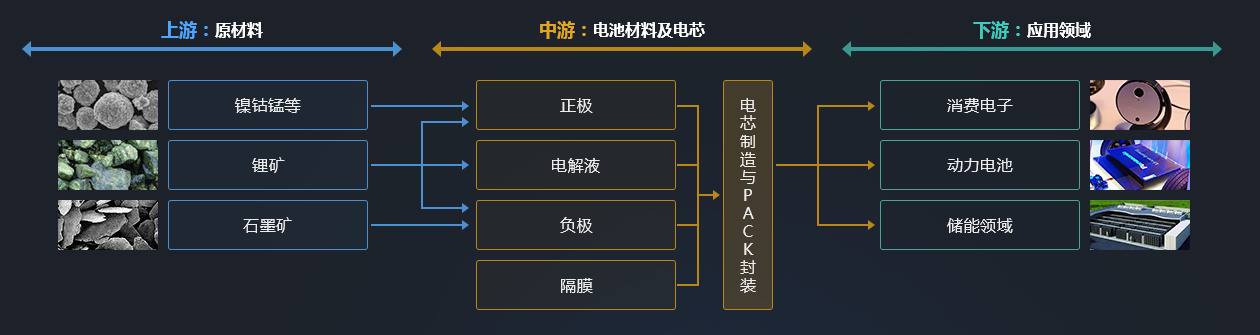 上游：原材料
中游：电池材料及电芯
下游：应用领域
镍钴锰等
锂矿
石墨矿
正极
电解液
负极
隔膜
电芯制造与PACK封装
消费电子
动力电池
储能领域